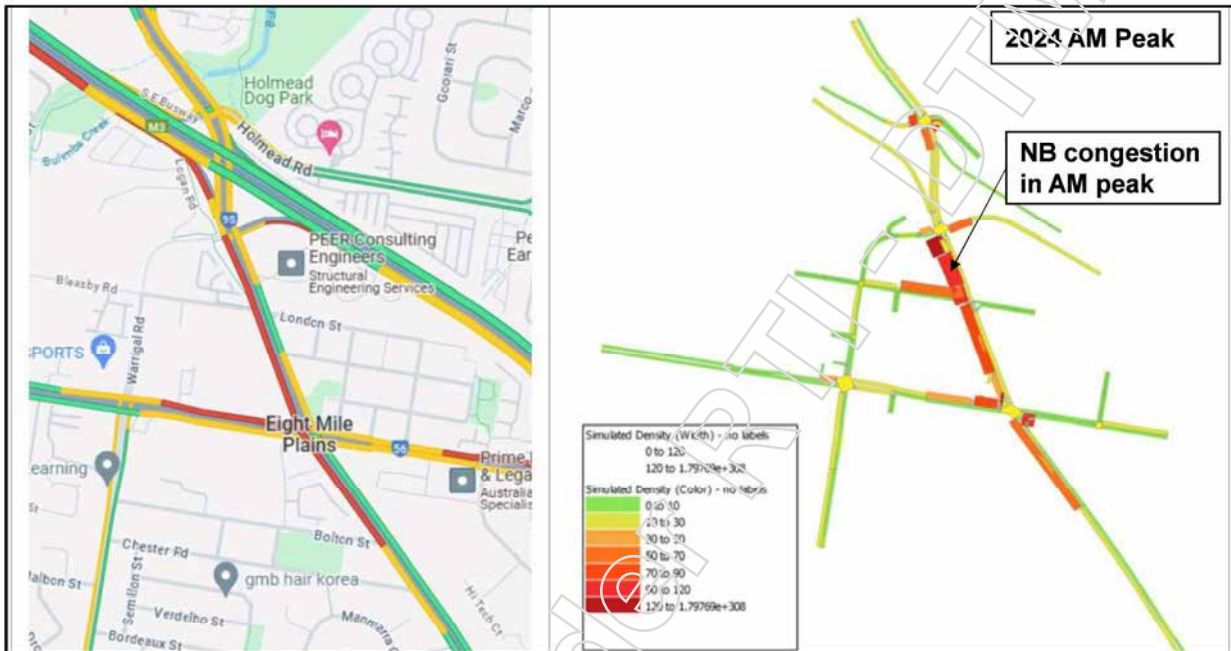 Holmead
Dog Park
Goorari St
S.E.Busway
M3
Bulimba Creek
Holmead Rd
Logan Rd
95
PEER Consulting
Engineers
Structural
Engineering Services
Bleasby Rd
London St
Warrigal Rd
SPORTS
Eight Mile
Plains
56
Prime
& Lega
Australia
Specialis
earning
Bolton St
Chester Rd
gmb hair korea
Semillon St
Verdelho St
Bordeaux St
Hi Tech Ct
2024 AM Peak
NB congestion
in AM peak
Simulated Density (Width) - no labels
0 to 120
120 to 1.79769e+308
Simulated Density (Color) - no labels
0 to 10
10 to 30
30 to 50
50 to 70
70 to 90
90 to 120
120 to 1.79769e+308